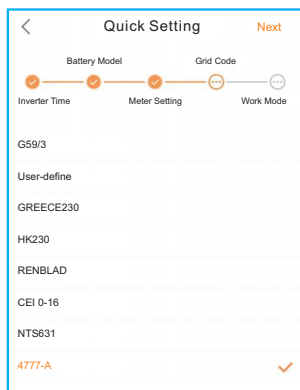 Quick Setting Next
Battery Model Grid Code
Inverter Time Meter Setting Work Mode
G59/3
User-define
GREECE230
HK230
RENBLAD
CEI 0-16
NTS631
4777-A